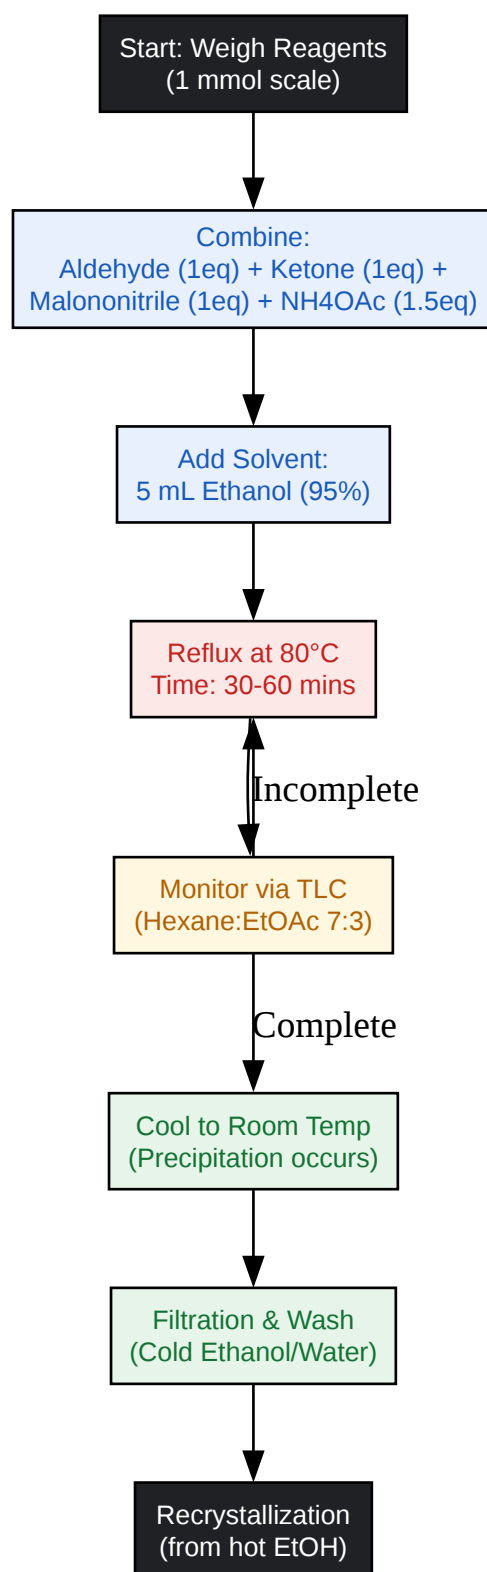 Start: Weigh Reagents
(1 mmol scale)
Combine:
Aldehyde (1eq) + Ketone (1eq) +
Malononitrile (1eq) + NH4OAc (1.5eq)
Add Solvent:
5 mL Ethanol (95%)
Reflux at 80°C
Time: 30-60 mins
Incomplete
Monitor via TLC
(Hexane:EtOAc 7:3)
Complete
Cool to Room Temp
(Precipitation occurs)
Filtration & Wash
(Cold Ethanol/Water)
Recrystallization
(from hot EtOH)